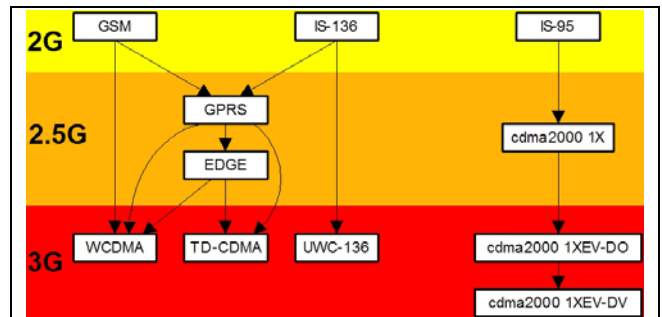 2G
GSM
IS-136
IS-95
2.5G
GPRS
cdma2000 1X
EDGE
3G
WCDMA
TD-CDMA
UWC-136
cdma2000 1XEV-DO
cdma2000 1XEV-DV